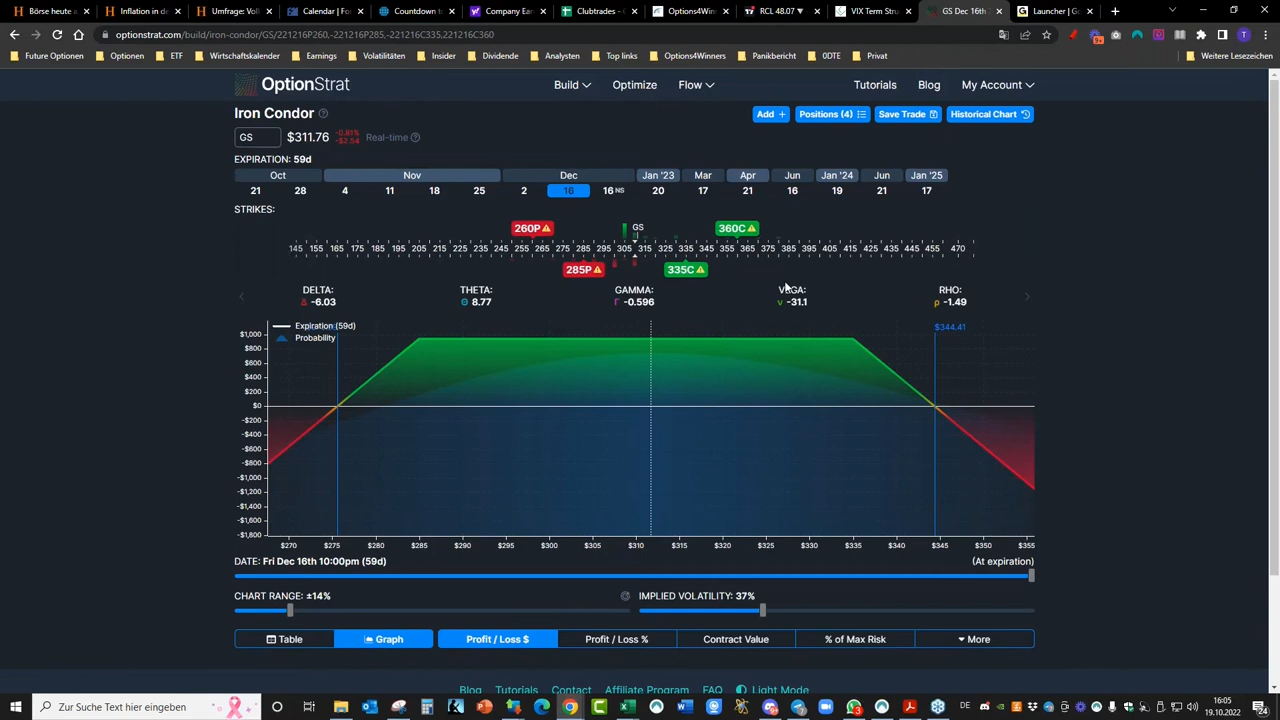 Börse heute a
Inflation in de
Umfrage: Voll
Calendar | Fo
Countdown to
Company Ear
Clubtrades - G
Options4Winn
RCL 48.07
VIX Term Stru
GS Dec 16th
Launcher | Go
optionstrat.com/build/iron-condor/GS/221216P260,-221216P285,-221216C335,221216C360
Future Optionen
Optionen
ETF
Wirtschaftskalender
Earnings
Volatilitäten
Insider
Dividenden
Analysten
Top links
Options4Winners
Panikbericht
0DTE
Privat
Weitere Lesezeichen
OptionStrat
Build
Optimize
Flow
Tutorials
Blog
My Account
Iron Condor
Add +
Positions (4)
Save Trade
Historical Chart
GS
$311.76
-0.81%
-$2.54
Real-time
EXPIRATION: 59d
Oct Nov Dec Jan '23 Mar Apr Jun Jan '24 Jun Jan '25
21 28 4 11 18 25 2 16 16 NS 20 17 21 16 19 21 17
STRIKES:
260P
GS
360C
145 155 165 175 185 195 205 215 225 235 245 255 265 275 285 295 305 315 325 335 345 355 365 375 385 395 405 415 425 435 445 455 470
285P
335C
DELTA: THETA: GAMMA: VEGA: RHO:
Δ -6.03 Θ 8.77 Γ -0.596 ν -31.1 ρ -1.49
Expiration (59d)
Probability
$344.41
$1,000
$800
$600
$400
$200
$0
-$200
-$400
-$600
-$800
-$1,000
-$1,200
-$1,400
-$1,600
-$1,800
$270 $275 $280 $285 $290 $295 $300 $305 $310 $315 $320 $325 $330 $335 $340 $345 $350 $355
DATE: Fri Dec 16th 10:00pm (59d)
(At expiration)
CHART RANGE: ±14%
IMPLIED VOLATILITY: 37%
Table
Graph
Profit / Loss $
Profit / Loss %
Contract Value
% of Max Risk
More
Blog Tutorials Contact Affiliate Program FAQ Light Mode
Zur Suche Text hier eingeben
3
DE
16:05
19.10.2022